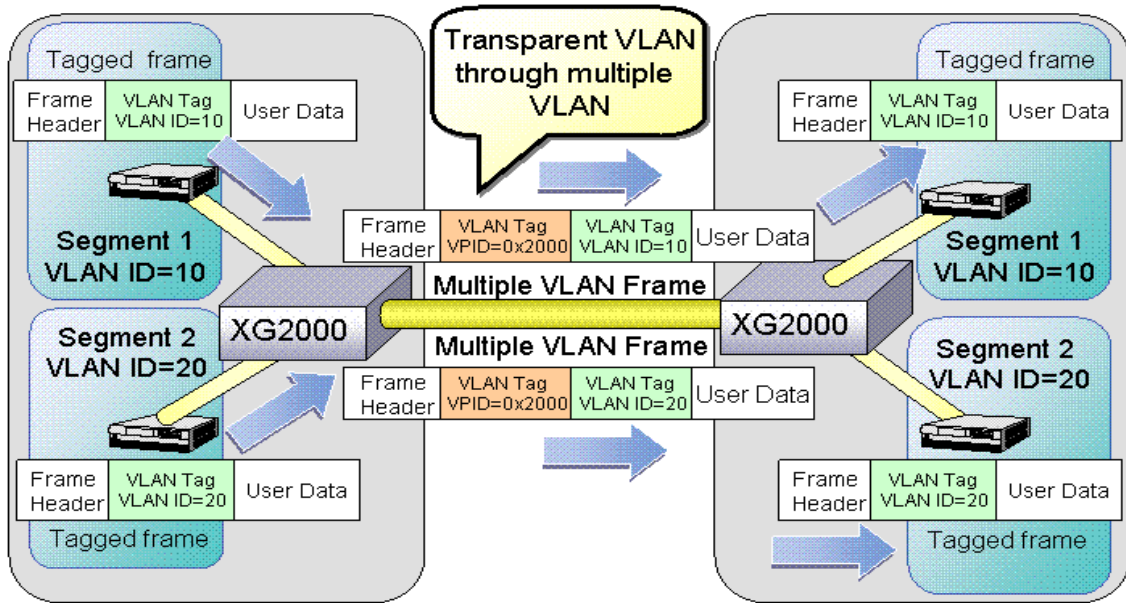 Transparent VLAN
through multiple
VLAN
Tagged frame
Frame
Header
VLAN Tag
VLAN ID=10
User Data
Segment 1
VLAN ID=10
XG2000
Segment 2
VLAN ID=20
Frame
Header
VLAN Tag
VLAN ID=20
User Data
Tagged frame
Frame
Header
VLAN Tag
VPID=0x2000
VLAN Tag
VLAN ID=10
User Data
Multiple VLAN Frame
Multiple VLAN Frame
Frame
Header
VLAN Tag
VPID=0x2000
VLAN Tag
VLAN ID=20
User Data
Tagged frame
Frame
Header
VLAN Tag
VLAN ID=10
User Data
Segment 1
VLAN ID=10
XG2000
Segment 2
VLAN ID=20
Frame
Header
VLAN Tag
VLAN ID=20
User Data
Tagged frame